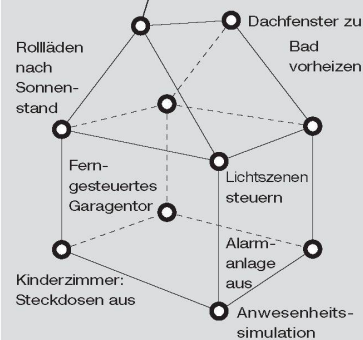 Dachfenster zu
Rollläden
nach
Sonnen-
stand
Bad
vorheizen
Fern-
gesteuertes
Garagentor
Lichtszenen
steuern
Alarm-
anlage
aus
Kinderzimmer:
Steckdosen aus
Anwesenheits-
simulation